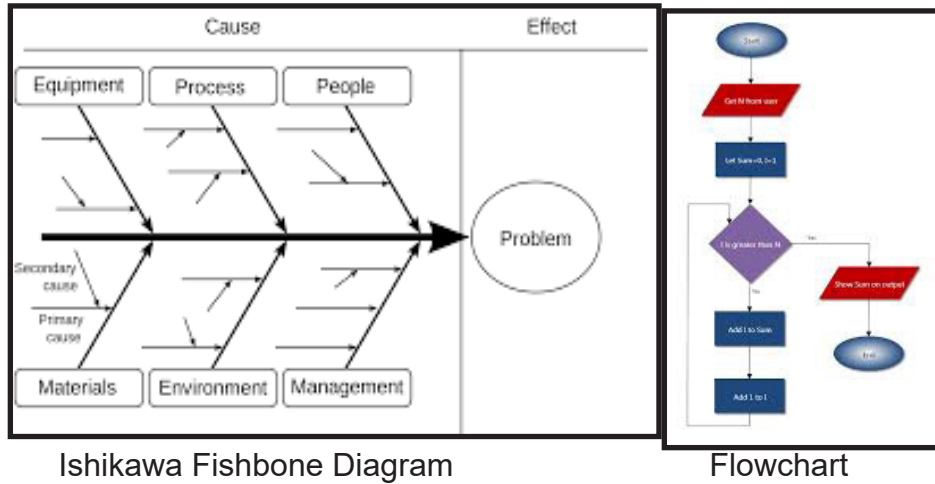 Cause
Effect
Equipment
Process
People
Problem
Secondary
cause
Primary
cause
Materials
Environment
Management
Ishikawa Fishbone Diagram
Start
Get N from user
Let Sum=0, I=1
I is greater than N
Yes
Show Sum on output
Yes
Add I to Sum
End
Add 1 to I
Flowchart